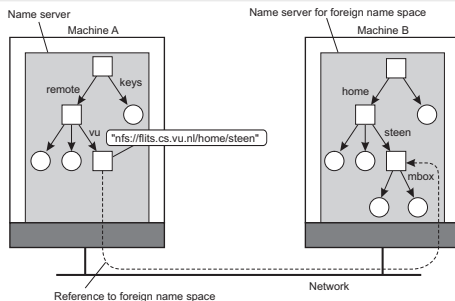 Name server
Name server for foreign name space
Machine A
Machine B
keys
remote
home
vu
steen
"nfs://flits.cs.vu.nl/home/steen"
mbox
Network
Reference to foreign name space